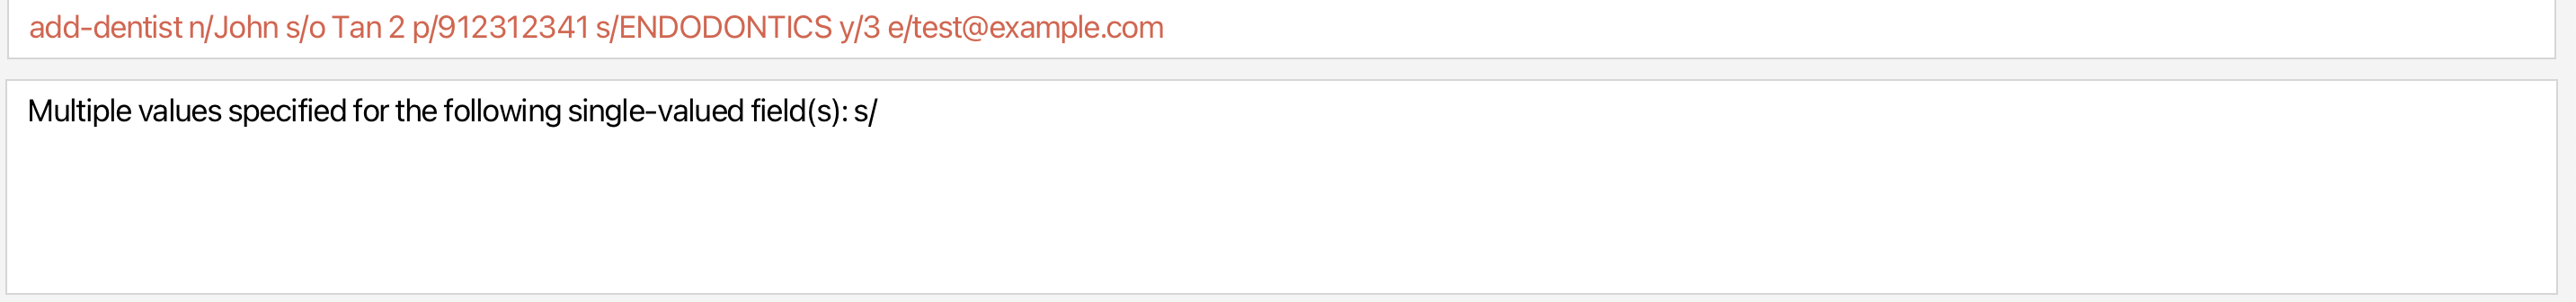 add-dentist n/John s/o Tan 2 p/912312341 s/ENDODONTICS y/3 e/test@example.com
Multiple values specified for the following single-valued field(s): s/